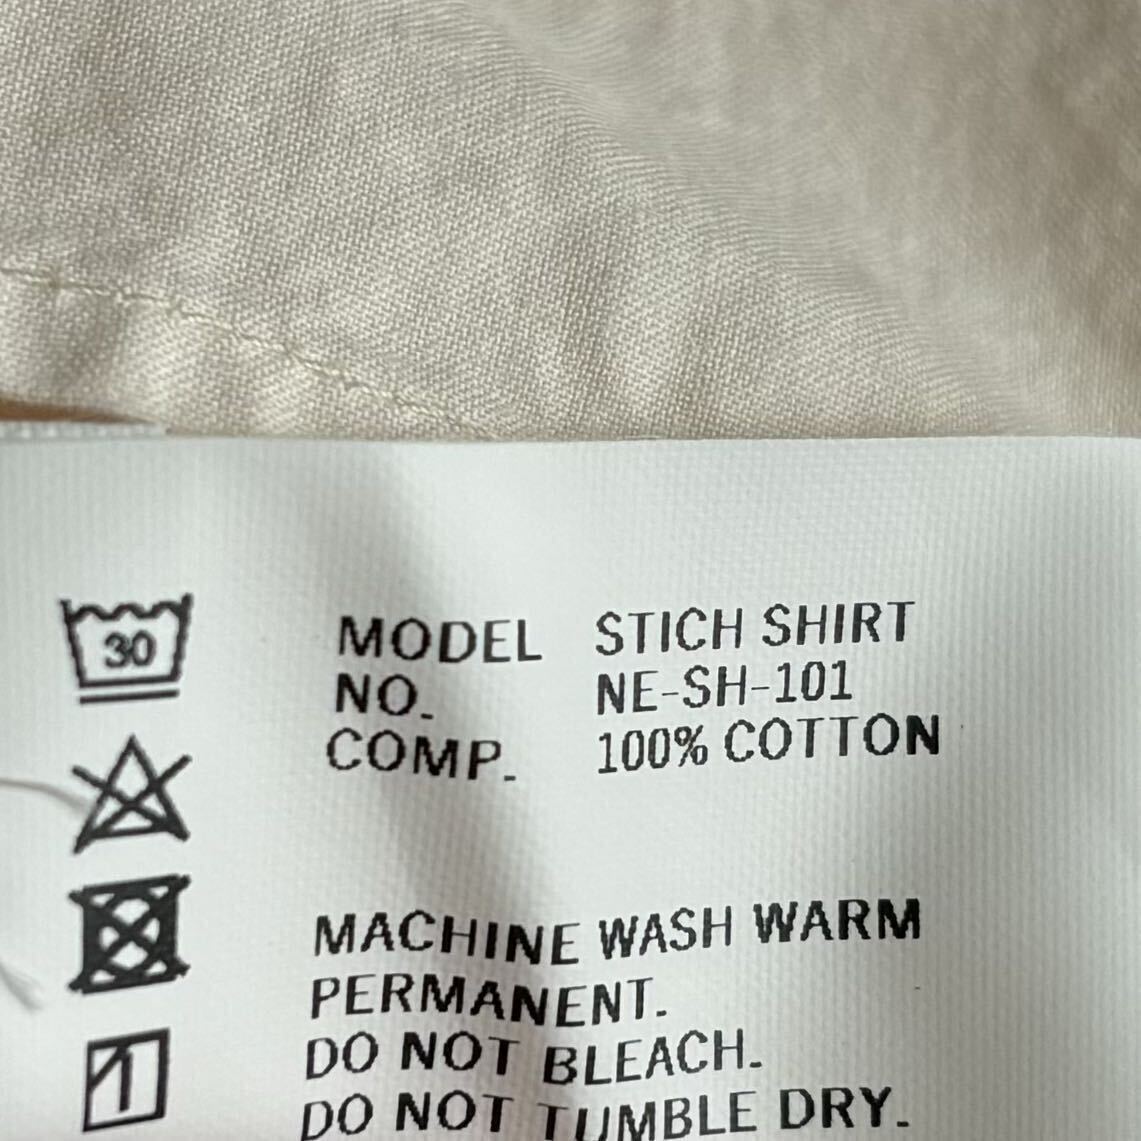 30
MODEL STICH SHIRT
NO. NE-SH-101
COMP. 100% COTTON
MACHINE WASH WARM
PERMANENT.
DO NOT BLEACH.
DO NOT TUMBLE DRY.